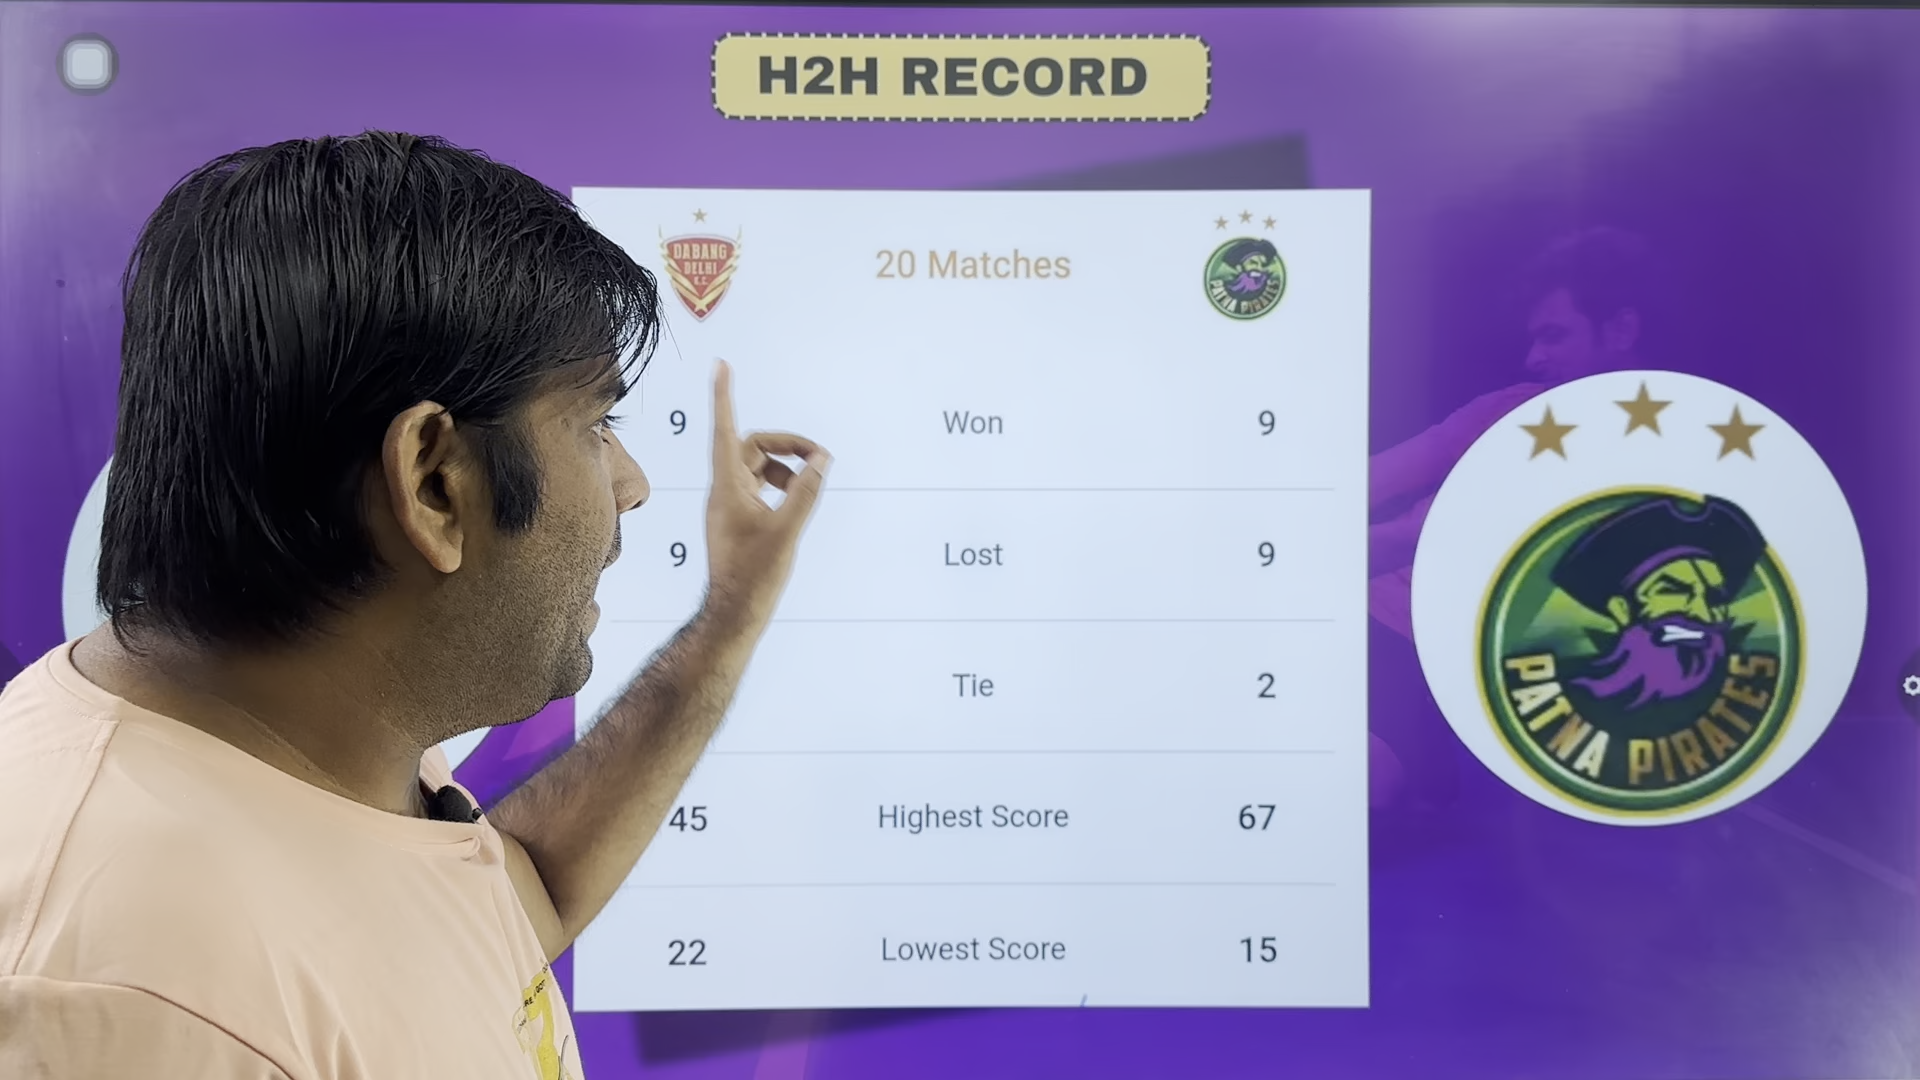 H2H RECORD
DABANG
DELHI
K.C.
20 Matches
PATNA PIRATES
9 Won 9
9 Lost 9
Tie 2
45 Highest Score 67
22 Lowest Score 15
PATNA PIRATES